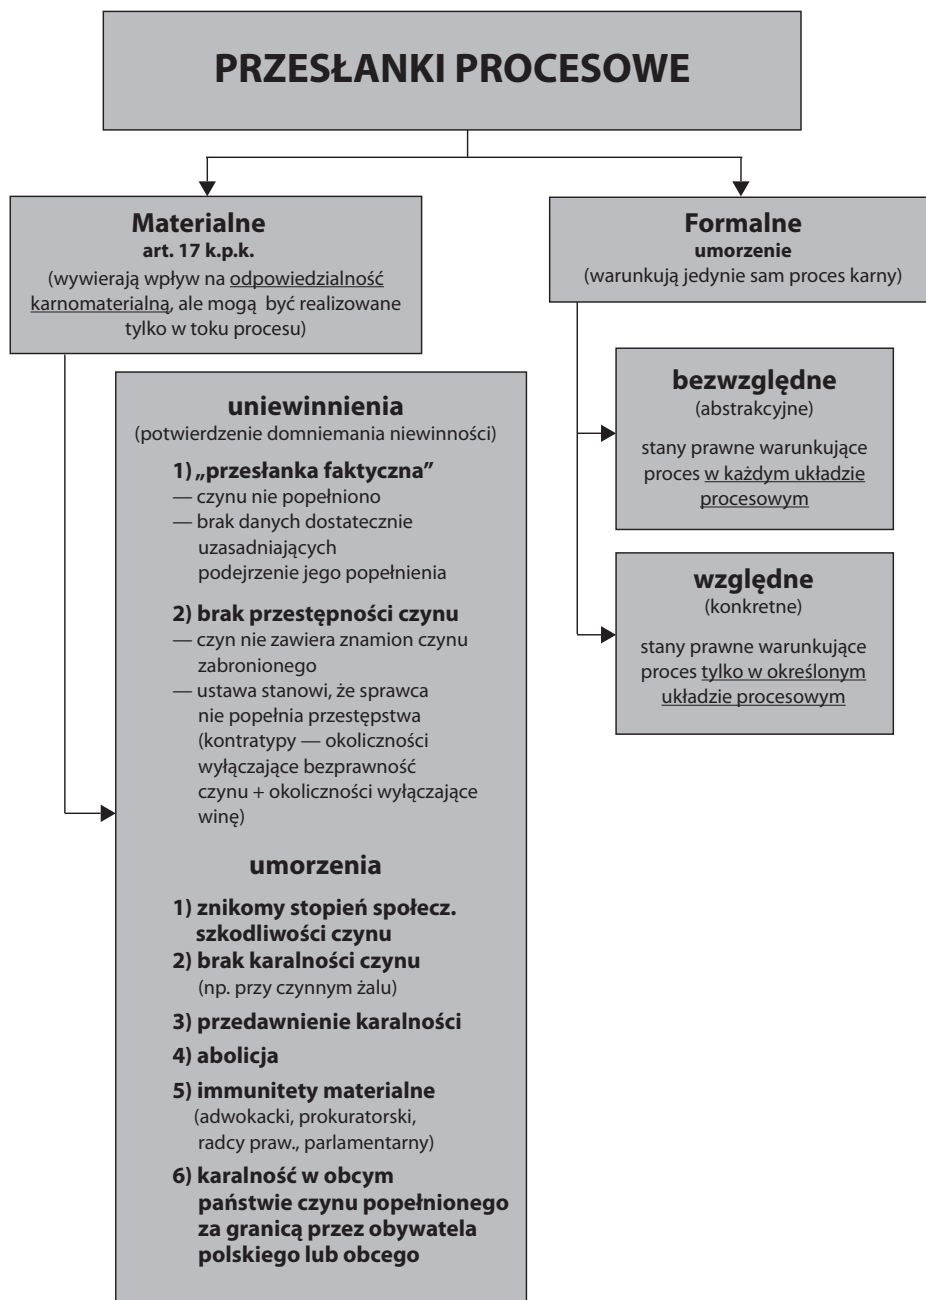 PRZESŁANKI PROCESOWE
Materialne
art. 17 k.p.k.
(wywierają wpływ na odpowiedzialność
karnomaterialną, ale mogą być realizowane
tylko w toku procesu)
Formalne
umorzenie
(warunkują jedynie sam proces karny)
uniewinnienia
(potwierdzenie domniemania niewinności)
1) „przesłanka faktyczna”
— czynu nie popełniono
— brak danych dostatecznie
uzasadniających
podejrzenie jego popełnienia
2) brak przestępności czynu
— czyn nie zawiera znamion czynu
zabronionego
— ustawa stanowi, że sprawca
nie popełnia przestępstwa
(kontratypy — okoliczności
wyłączające bezprawność
czynu + okoliczności wyłączające
winę)
umorzenia
1) znikomy stopień społecz.
szkodliwości czynu
2) brak karalności czynu
(np. przy czynnym żalu)
3) przedawnienie karalności
4) abolicja
5) immunitety materialne
(adwokacki, prokuratorski,
radcy praw., parlamentarny)
6) karalność w obcym
państwie czynu popełnionego
za granicą przez obywatela
polskiego lub obcego
bezwzględne
(abstrakcyjne)
stany prawne warunkujące
proces w każdym układzie
procesowym
względne
(konkretne)
stany prawne warunkujące
proces tylko w określonym
układzie procesowym